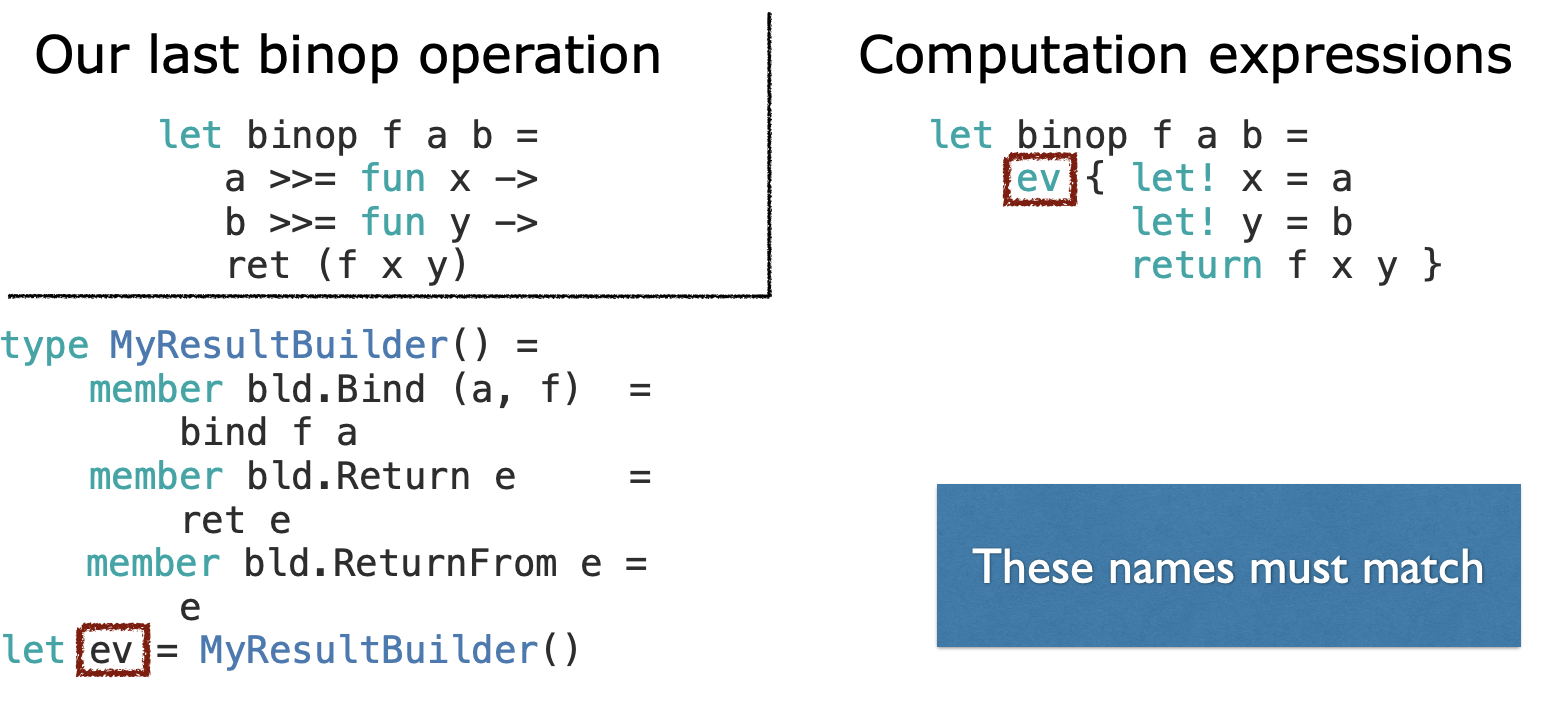 Our last binop operation
let binop f a b =
a >>= fun x ->
b >>= fun y ->
ret (f x y)
Computation expressions
let binop f a b =
ev { let! x = a
let! y = b
return f x y }
type MyResultBuilder() =
member bld.Bind (a, f) =
bind f a
member bld.Return e =
ret e
member bld.ReturnFrom e =
e
let ev = MyResultBuilder()
These names must match